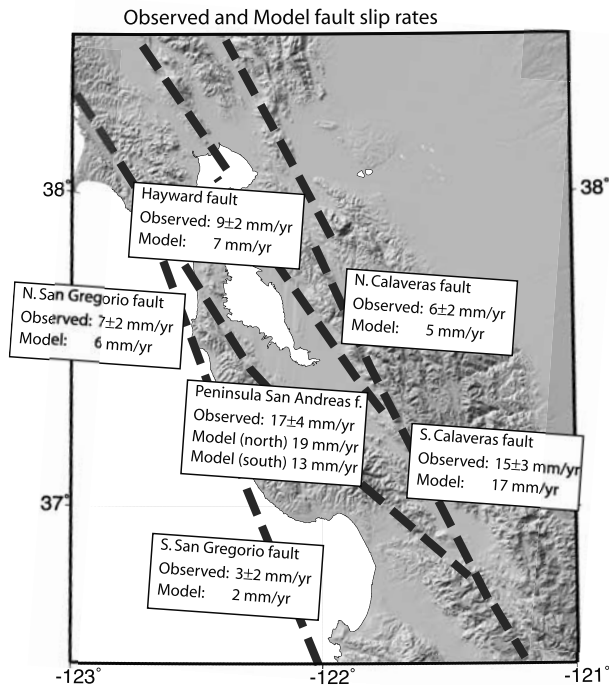 Observed and Model fault slip rates
38°
38°
Hayward fault
Observed: 9±2 mm/yr
Model: 7 mm/yr
N. San Gregorio fault
Observed: 7±2 mm/yr
Model: 6 mm/yr
N. Calaveras fault
Observed: 6±2 mm/yr
Model: 5 mm/yr
Peninsula San Andreas f.
Observed: 17±4 mm/yr
Model (north) 19 mm/yr
Model (south) 13 mm/yr
S. Calaveras fault
Observed: 15±3 mm/yr
Model: 17 mm/yr
37°
S. San Gregorio fault
Observed: 3±2 mm/yr
Model: 2 mm/yr
-123° -122° -121°